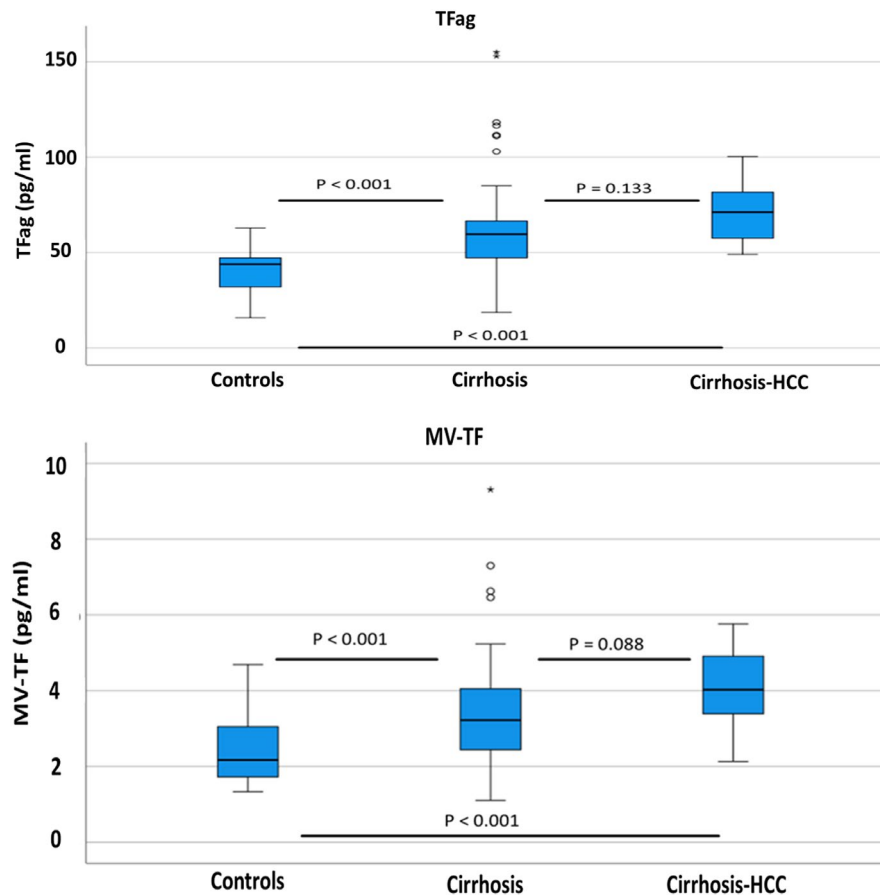 TFag
150
100
50
0
TFag (pg/ml)
P < 0.001
P = 0.133
P < 0.001
Controls
Cirrhosis
Cirrhosis-HCC
MV-TF
10
8
6
4
2
0
MV-TF (pg/ml)
P < 0.001
P = 0.088
P < 0.001
Controls
Cirrhosis
Cirrhosis-HCC